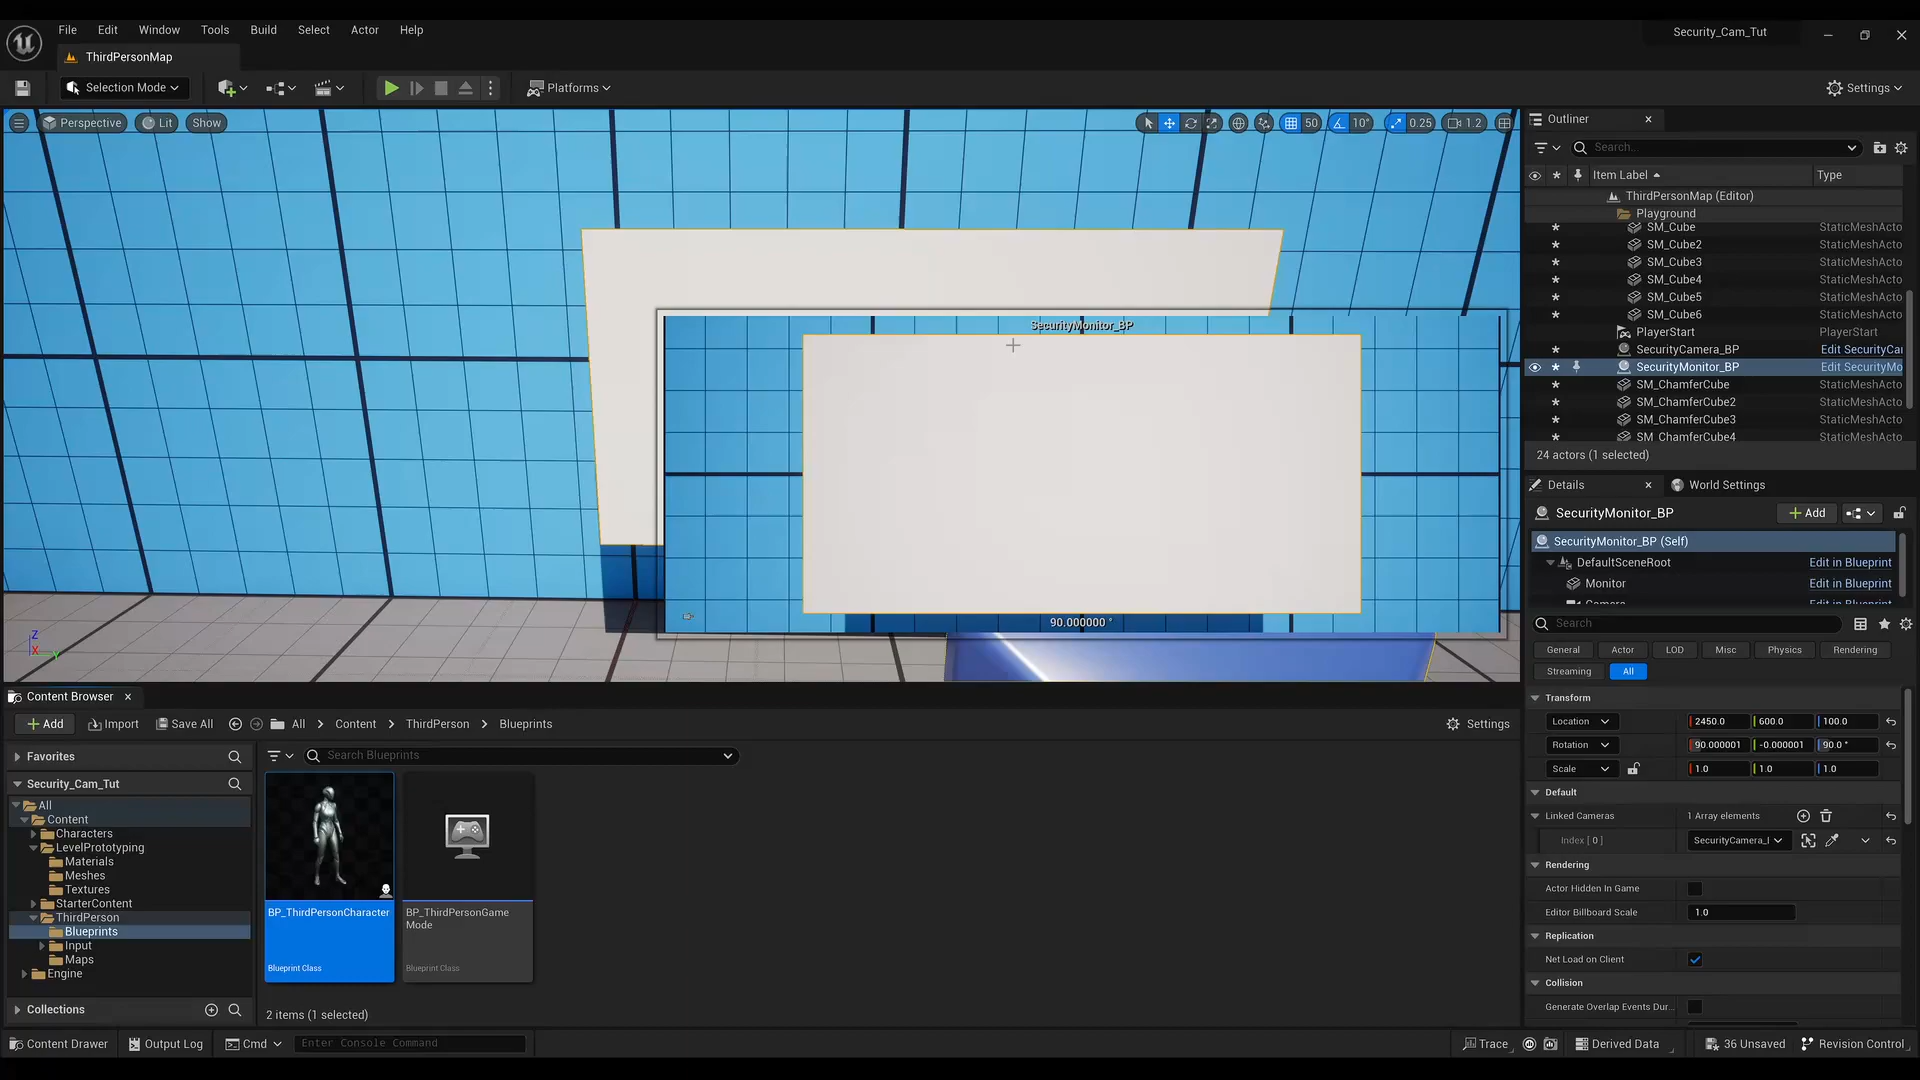 File Edit Window Tools Build Select Actor Help
Security_Cam_Tut
ThirdPersonMap
Selection Mode
Platforms
Settings
Perspective Lit Show
50 10° 0.25 1.2
SecurityMonitor_BP
90.000000 °
Z
X
Y
Outliner
Search...
Item Label Type
ThirdPersonMap (Editor)
Playground
SM_Cube StaticMeshActo
SM_Cube2 StaticMeshActo
SM_Cube3 StaticMeshActo
SM_Cube4 StaticMeshActo
SM_Cube5 StaticMeshActo
SM_Cube6 StaticMeshActo
PlayerStart PlayerStart
SecurityCamera_BP Edit SecurityCar
SecurityMonitor_BP Edit SecurityMo
SM_ChamferCube StaticMeshActo
SM_ChamferCube2 StaticMeshActo
SM_ChamferCube3 StaticMeshActo
SM_ChamferCube4 StaticMeshActo
24 actors (1 selected)
Details World Settings
SecurityMonitor_BP Add
SecurityMonitor_BP (Self)
DefaultSceneRoot Edit in Blueprint
Monitor Edit in Blueprint
Camera Edit in Blueprint
Search
General Actor LOD Misc Physics Rendering
Streaming All
Transform
Location 2450.0 600.0 100.0
Rotation 90.000001 -0.000001 90.0 °
Scale 1.0 1.0 1.0
Default
Linked Cameras 1 Array elements
Index [ 0 ] SecurityCamera_
Rendering
Actor Hidden In Game
Editor Billboard Scale 1.0
Replication
Net Load on Client
Collision
Generate Overlap Events Dur...
Content Browser
Add Import Save All All Content ThirdPerson Blueprints Settings
Favorites
Search Blueprints
Security_Cam_Tut
All
Content
Characters
LevelPrototyping
Materials
Meshes
Textures
StarterContent
ThirdPerson
Blueprints
Input
Maps
Engine
Collections
BP_ThirdPersonCharacter
Blueprint Class
BP_ThirdPersonGame
Mode
Blueprint Class
2 items (1 selected)
Content Drawer Output Log Cmd Enter Console Command Trace Derived Data 36 Unsaved Revision Control